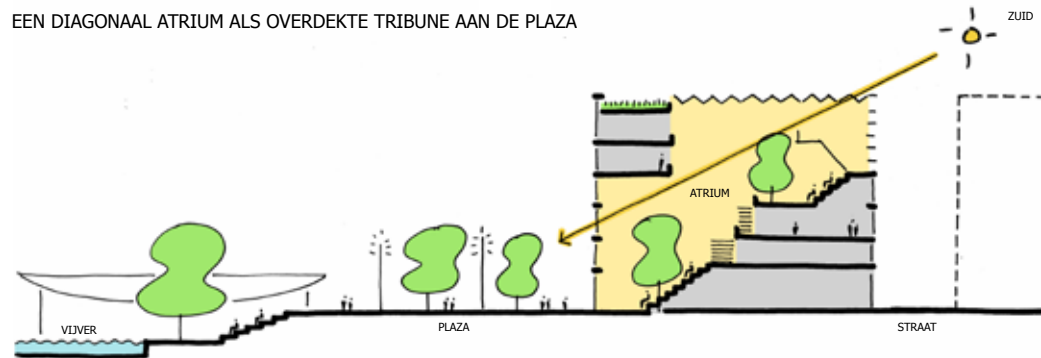 EEN DIAGONAAL ATRIUM ALS OVERDEKTE TRIBUNE AAN DE PLAZA
ZUID
ATRIUM
VIJVER
PLAZA
STRAAT